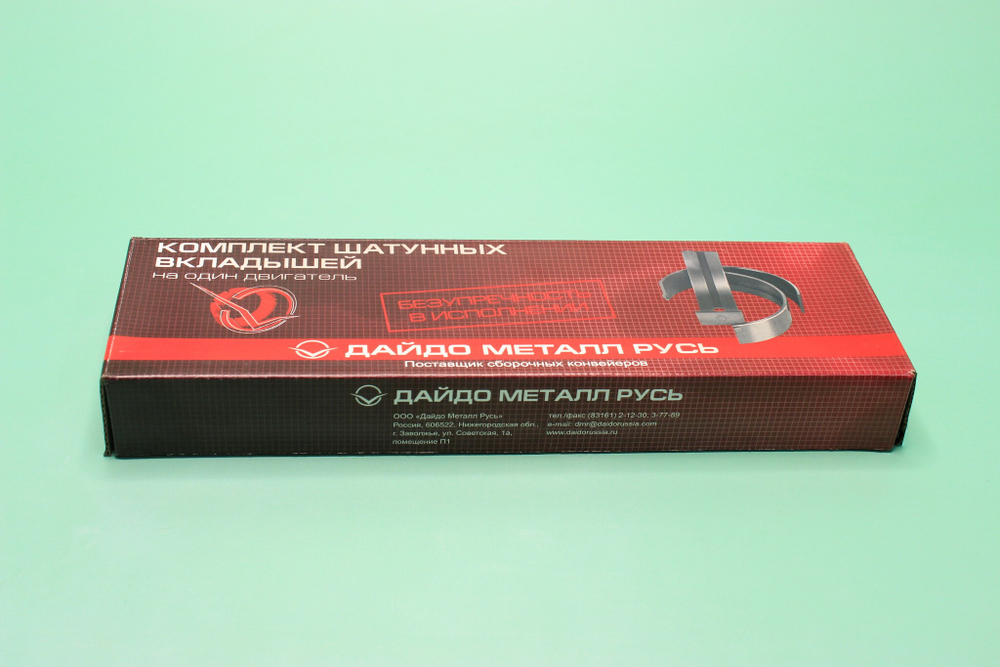 КОМПЛЕКТ ШАТУННЫХ
ВКЛАДЫШЕЙ
на один двигатель
БЕЗУПРЕЧНОСТЬ
В ИСПОЛНЕНИИ
ДАЙДО МЕТАЛЛ РУСЬ
Поставщик сборочных конвейеров
ДАЙДО МЕТАЛЛ РУСЬ
ООО «Дайдо Металл Русь»
Россия, 606522, Нижегородская обл.,
г. Заволжье, ул. Советская, 1а,
помещение П1
тел./факс (83161) 2-12-30, 3-77-89
e-mail: dmr@daidorussia.com
www.daidorussia.ru